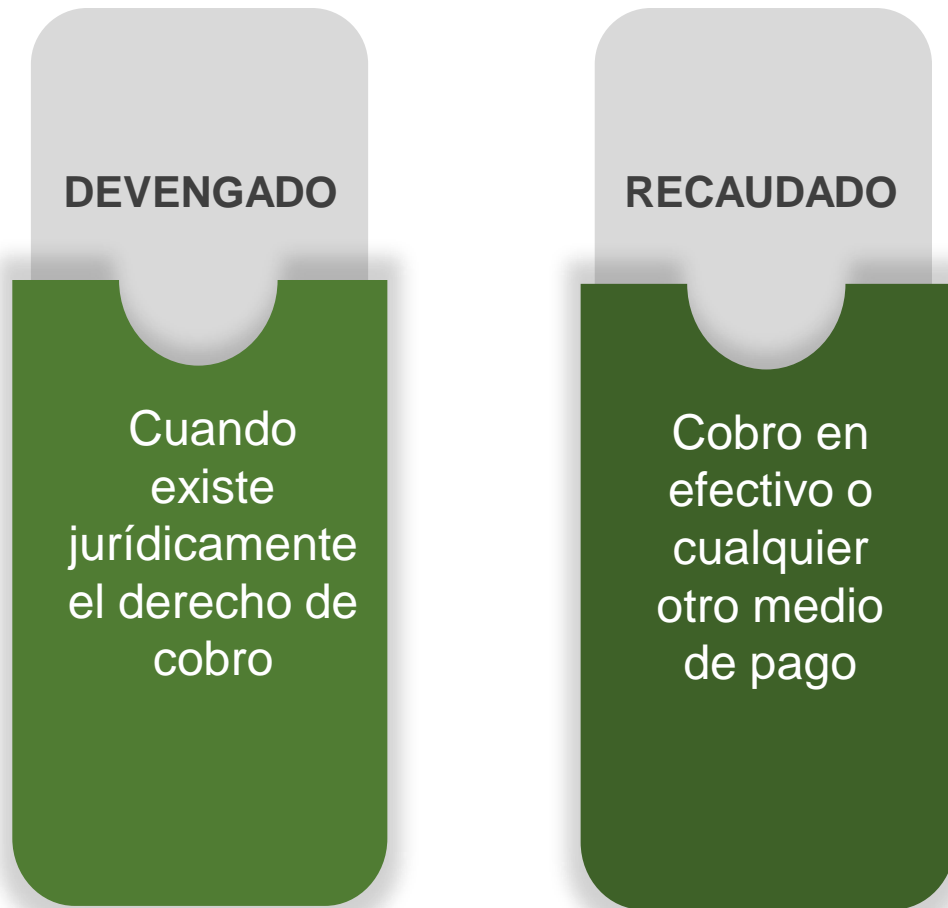 DEVENGADO
Cuando
existe
jurídicamente
el derecho de
cobro
RECAUDADO
Cobro en
efectivo o
cualquier
otro medio
de pago